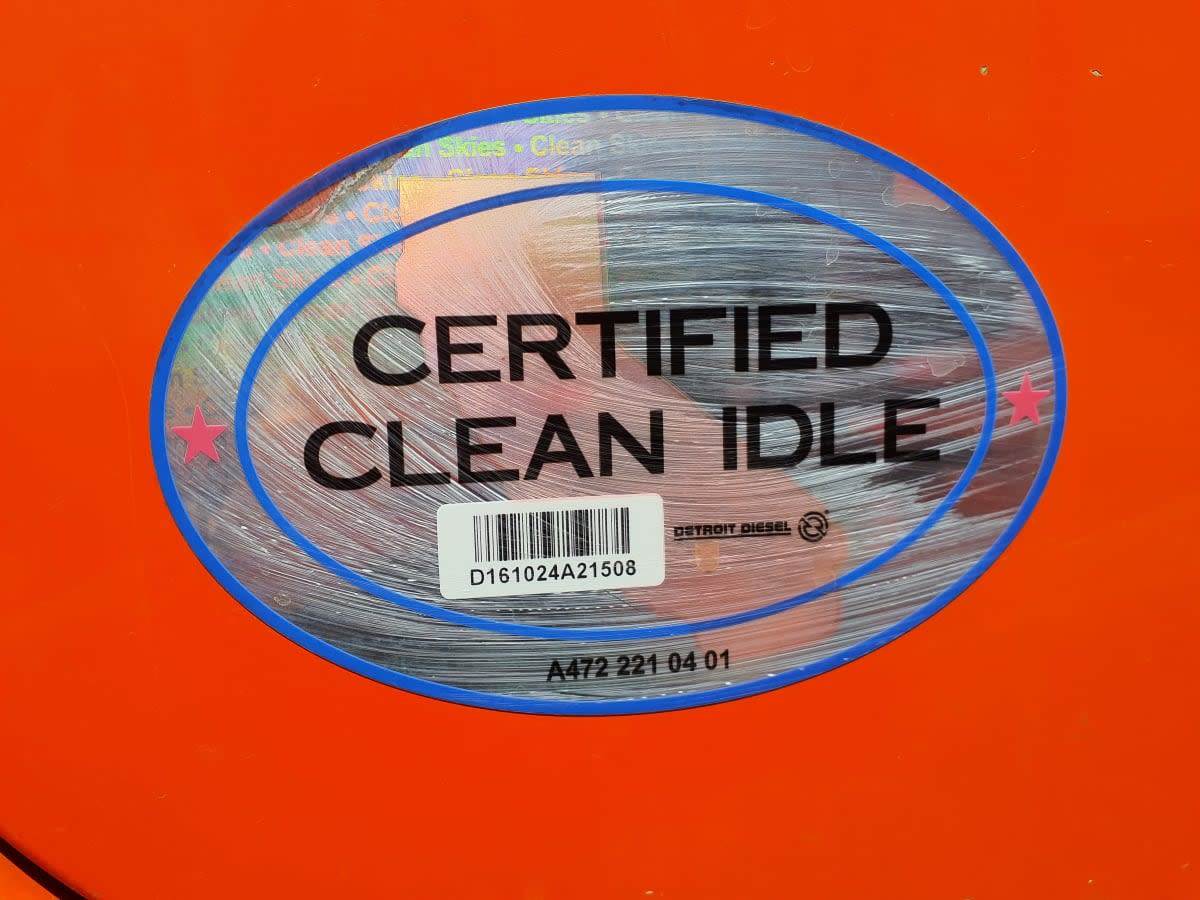 Skies • Clean
Clean Skies
CERTIFIED
CLEAN IDLE
DETROIT DIESEL
D161024A21508
A472 221 04 01